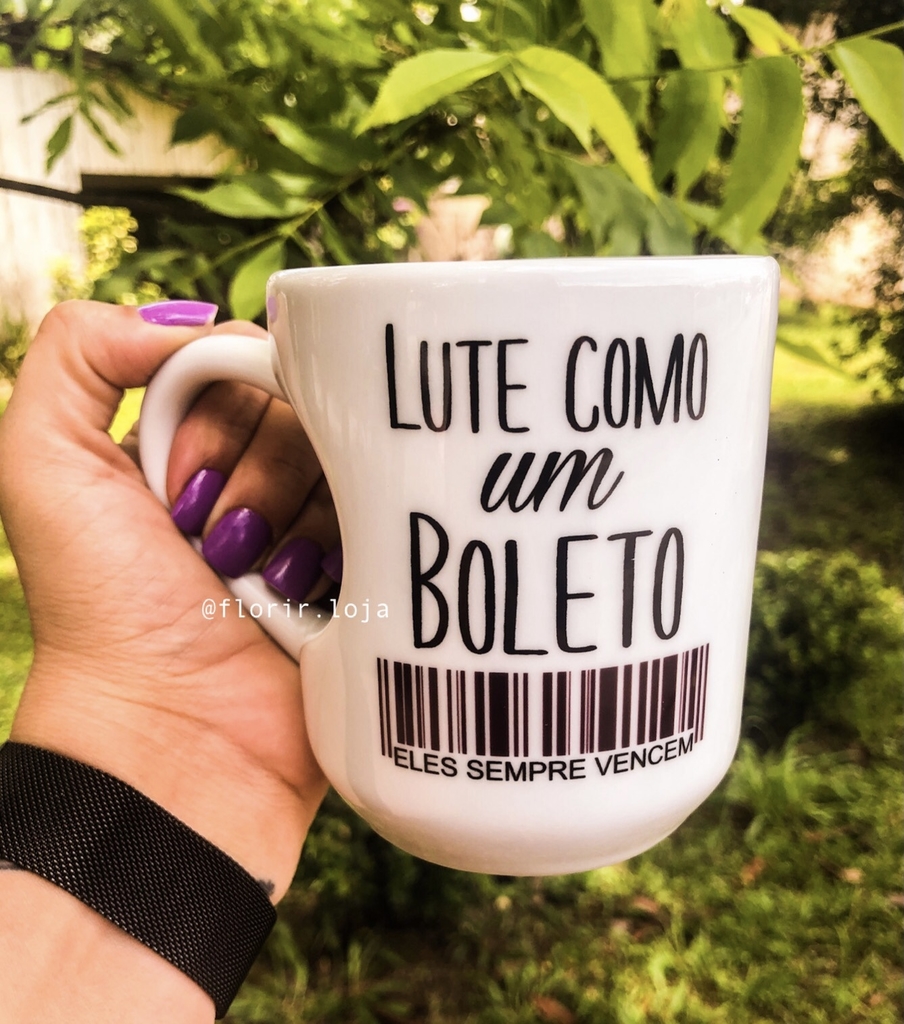 LUTE COMO
um
BOLETO
@florir.loja
ELES SEMPRE VENCEM